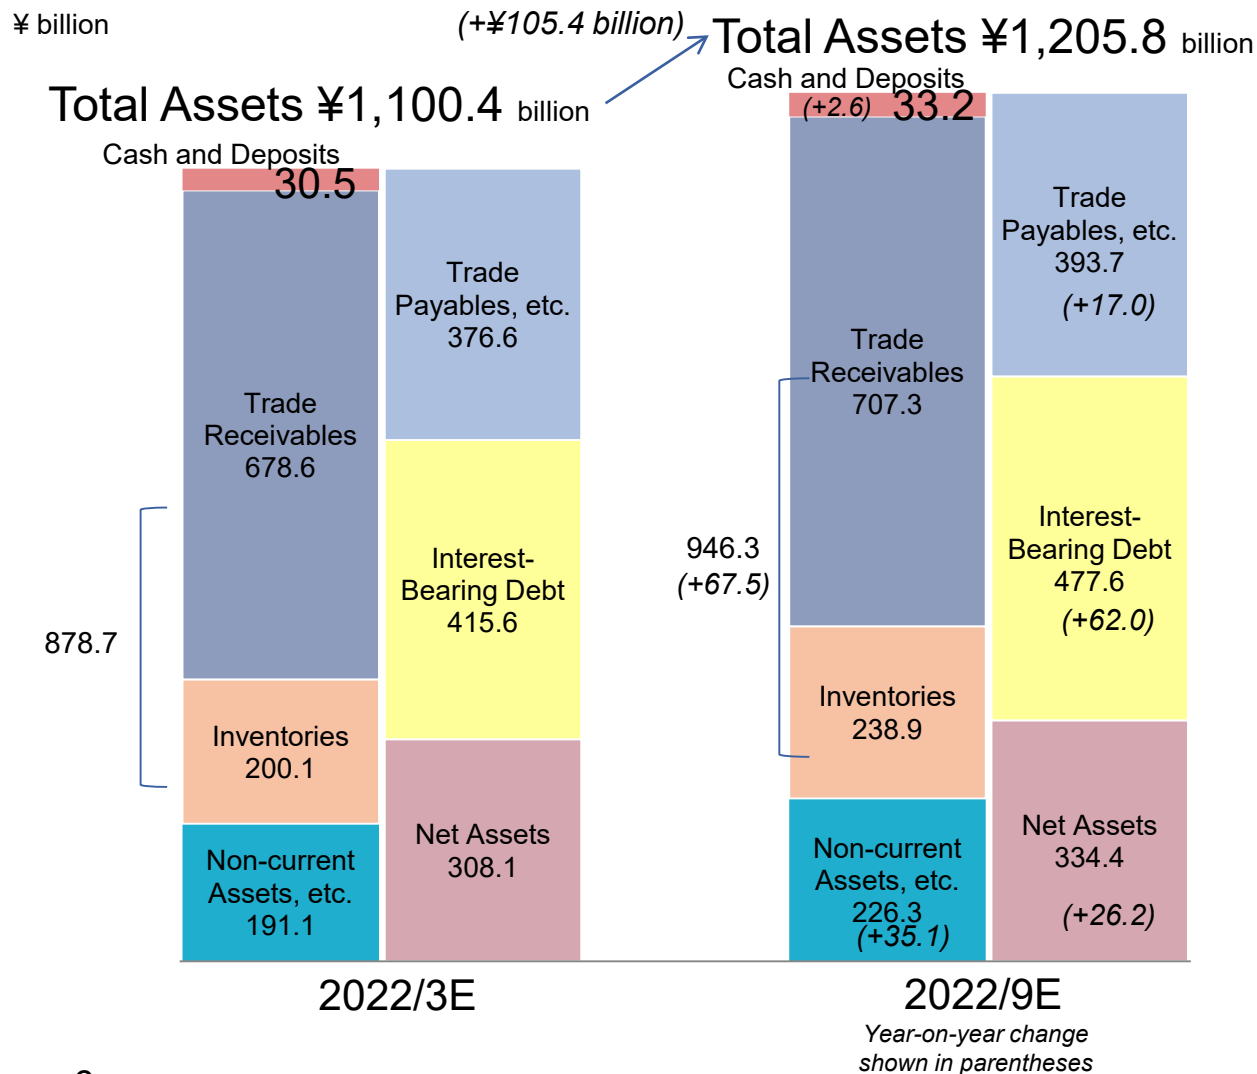 ¥ billion
(+¥105.4 billion)
Total Assets ¥1,205.8 billion
Total Assets ¥1,100.4 billion
Cash and Deposits
30.5
Trade
Receivables
678.6
Inventories
200.1
Non-current
Assets, etc.
191.1
878.7
Trade
Payables, etc.
376.6
Interest-
Bearing Debt
415.6
Net Assets
308.1
2022/3E
Cash and Deposits
(+2.6) 33.2
Trade
Receivables
707.3
946.3
(+67.5)
Inventories
238.9
Non-current
Assets, etc.
226.3
(+35.1)
Trade
Payables, etc.
393.7
(+17.0)
Interest-
Bearing Debt
477.6
(+62.0)
Net Assets
334.4
(+26.2)
2022/9E
Year-on-year change
shown in parentheses